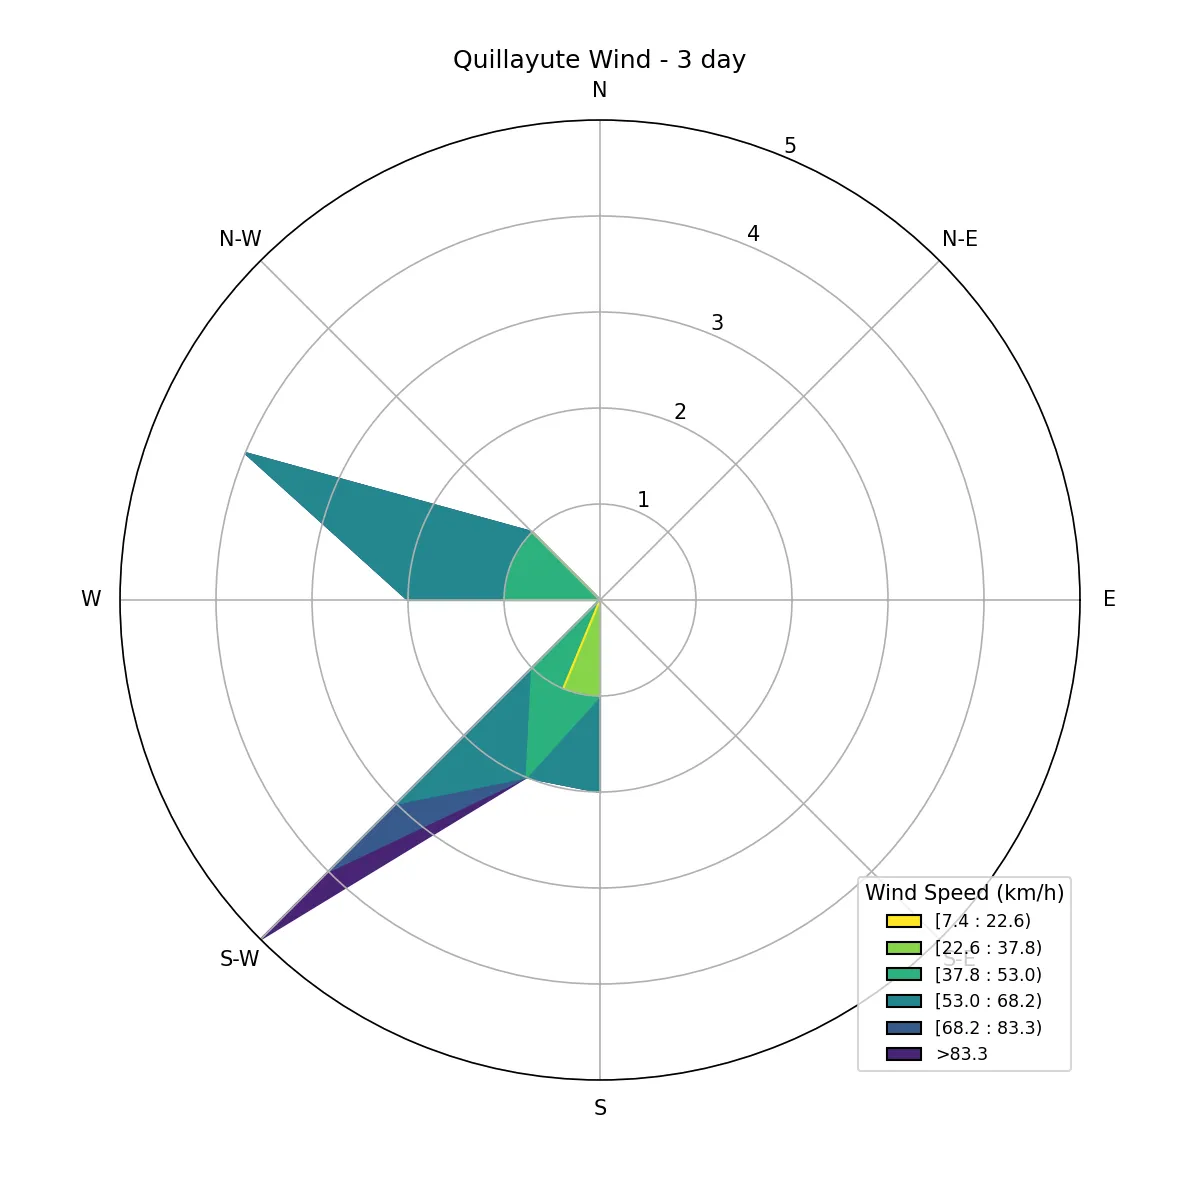 Quillayute Wind - 3 day
N
5
N-W
N-E
4
3
2
1
W
E
S-W
S-E
Wind Speed (km/h)
[7.4 : 22.6)
[22.6 : 37.8)
[37.8 : 53.0)
[53.0 : 68.2)
[68.2 : 83.3)
>83.3
S